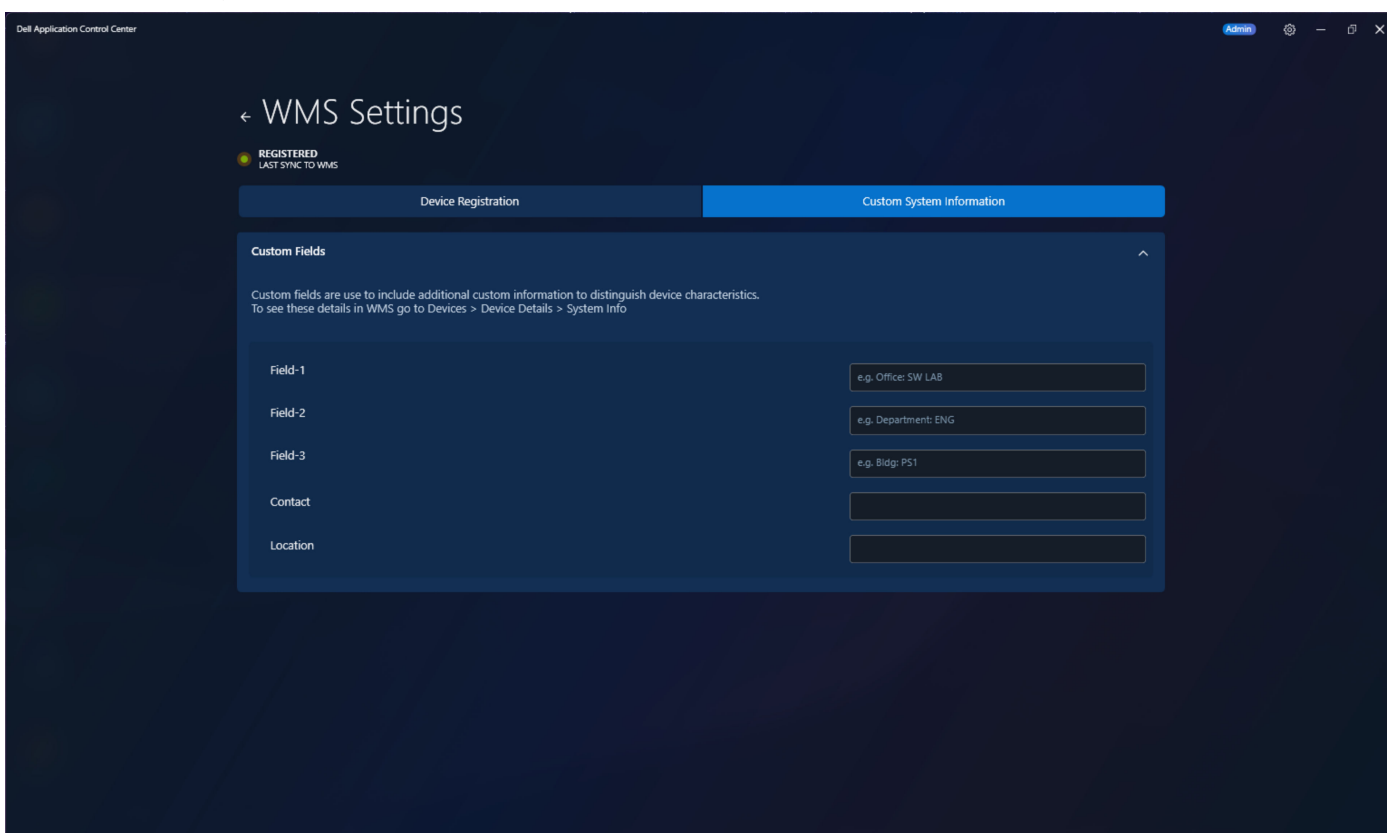 Dell Application Control Center
Admin
WMS Settings
REGISTERED
LAST SYNC TO WMS
Device Registration
Custom System Information
Custom Fields
Custom fields are use to include additional custom information to distinguish device characteristics.
To see these details in WMS go to Devices > Device Details > System Info
Field-1
e.g. Office: SW LAB
Field-2
e.g. Department: ENG
Field-3
e.g. Bldg: PS1
Contact
Location